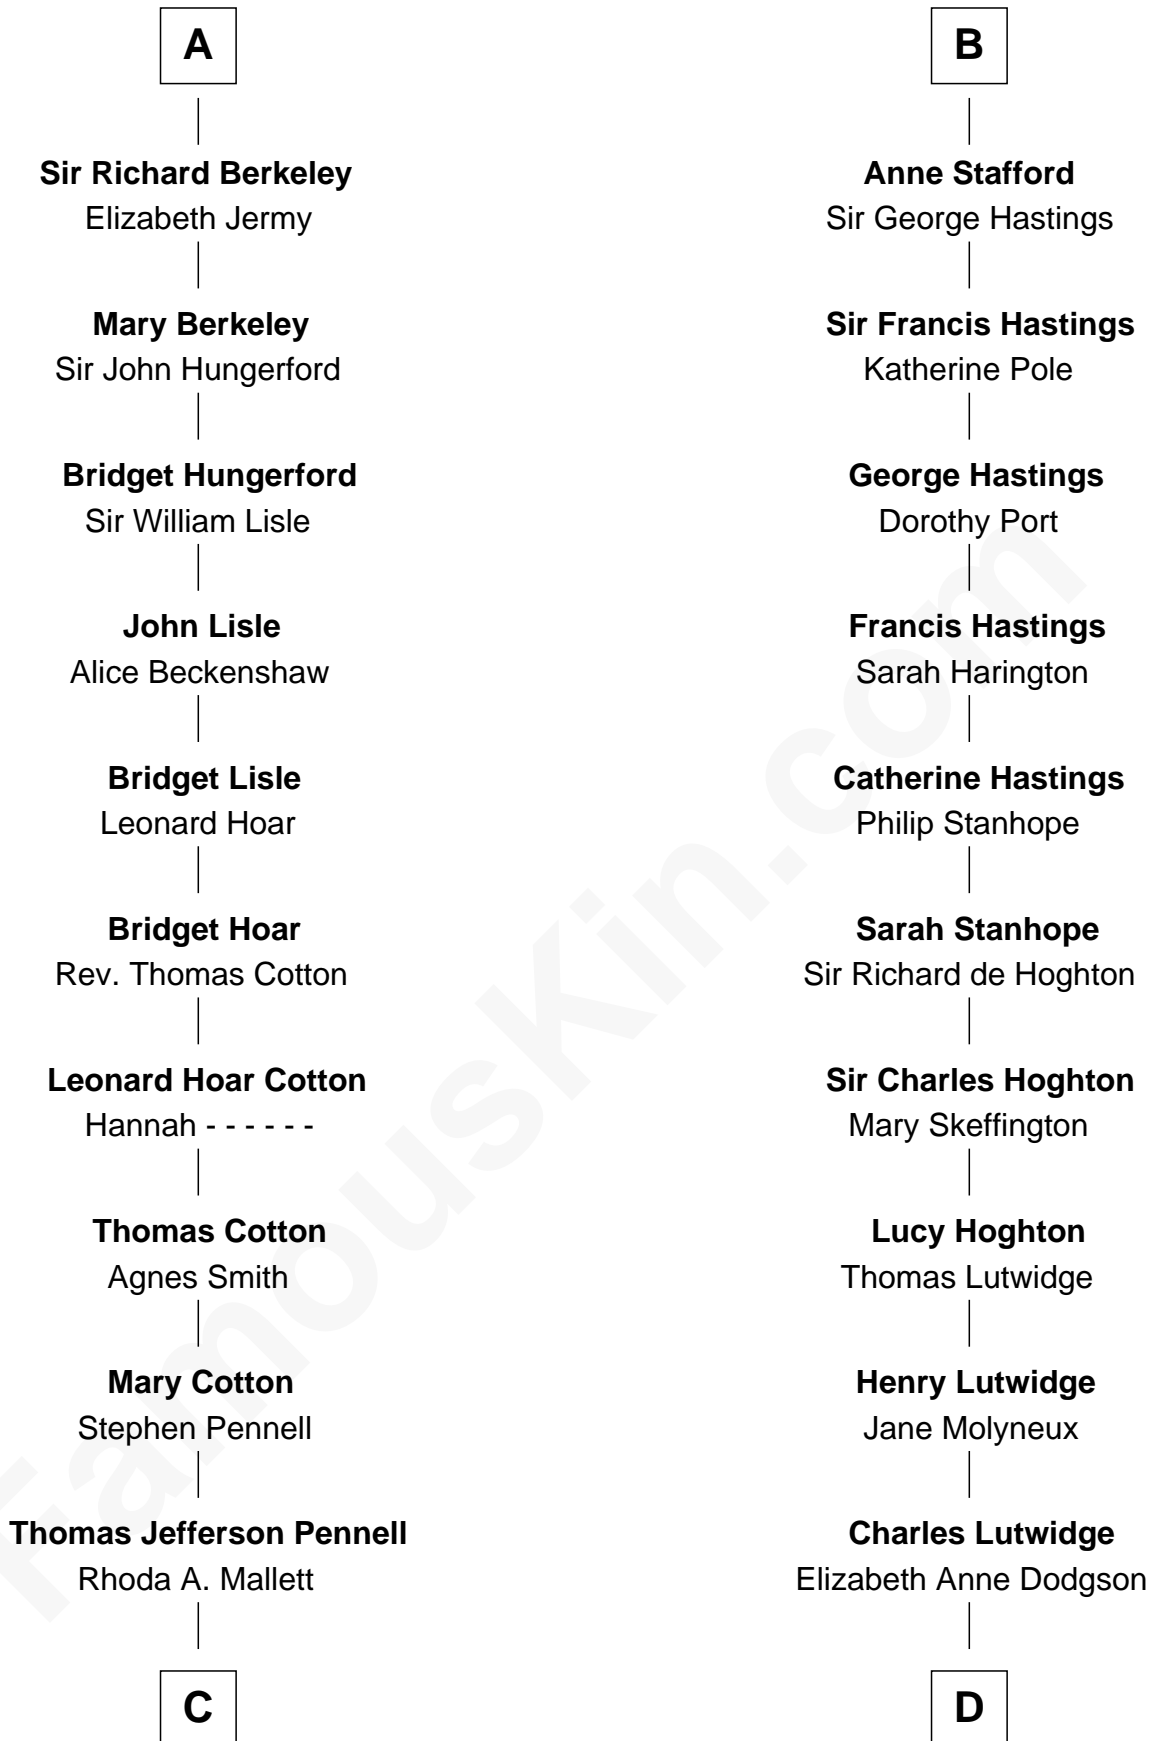 A
Sir Richard Berkeley
Elizabeth Jermy
Mary Berkeley
Sir John Hungerford
Bridget Hungerford
Sir William Lisle
John Lisle
Alice Beckenshaw
Bridget Lisle
Leonard Hoar
Bridget Hoar
Rev. Thomas Cotton
Leonard Hoar Cotton
Hannah - - - - - -
Thomas Cotton
Agnes Smith
Mary Cotton
Stephen Pennell
Thomas Jefferson Pennell
Rhoda A. Mallett
C
B
Anne Stafford
Sir George Hastings
Sir Francis Hastings
Katherine Pole
George Hastings
Dorothy Port
Francis Hastings
Sarah Harington
Catherine Hastings
Philip Stanhope
Sarah Stanhope
Sir Richard de Hoghton
Sir Charles Hoghton
Mary Skeffington
Lucy Hoghton
Thomas Lutwidge
Henry Lutwidge
Jane Molyneux
Charles Lutwidge
Elizabeth Anne Dodgson
D
FamousKin.com